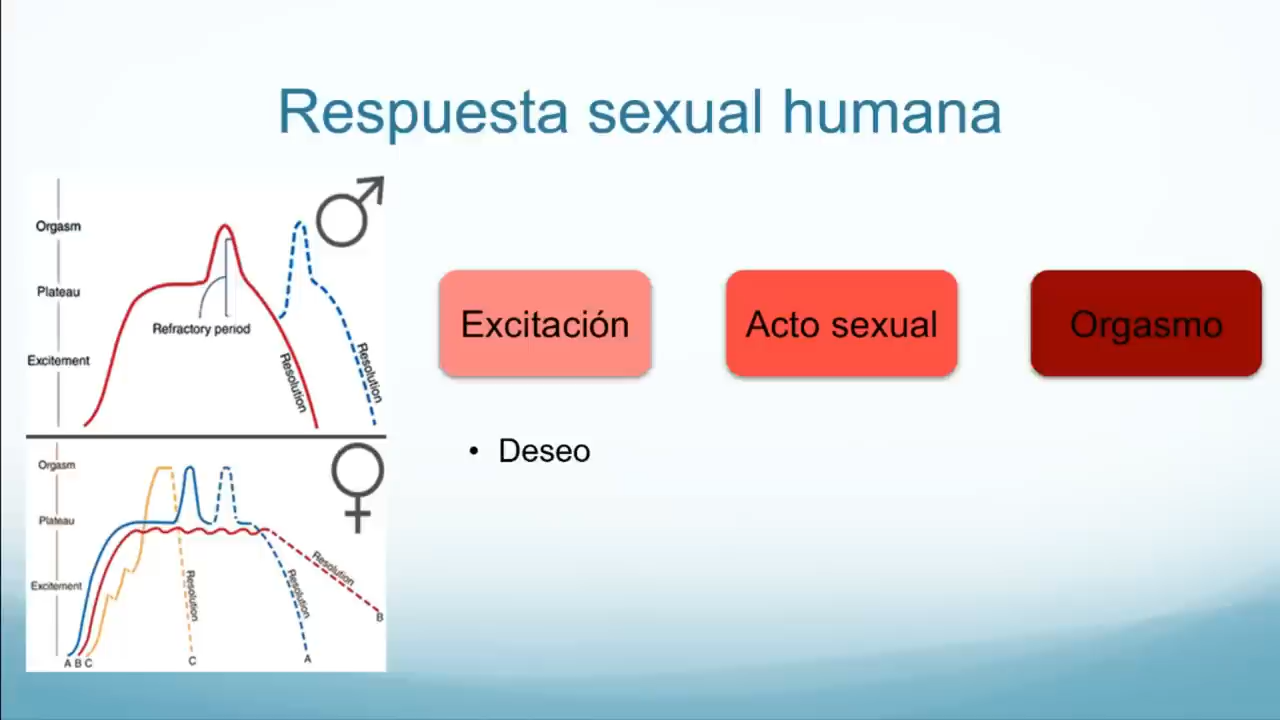 Respuesta sexual humana
Orgasm
Plateau
Refractory period
Excitement
Resolution
Resolution
Orgasm
Plateau
Excitement
Resolution
Resolution
Resolution
A B C
C
A
B
Excitación
Acto sexual
Orgasmo
• Deseo